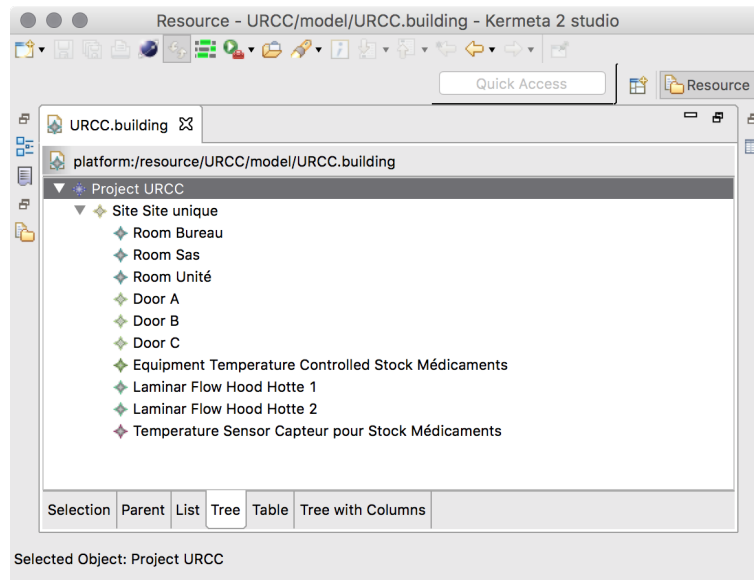 Resource - URCC/model/URCC.building - Kermeta 2 studio
Quick Access
Resource
URCC.building
platform:/resource/URCC/model/URCC.building
Project URCC
Site Site unique
Room Bureau
Room Sas
Room Unité
Door A
Door B
Door C
Equipment Temperature Controlled Stock Médicaments
Laminar Flow Hood Hotte 1
Laminar Flow Hood Hotte 2
Temperature Sensor Capteur pour Stock Médicaments
Selection Parent List Tree Table Tree with Columns
Selected Object: Project URCC